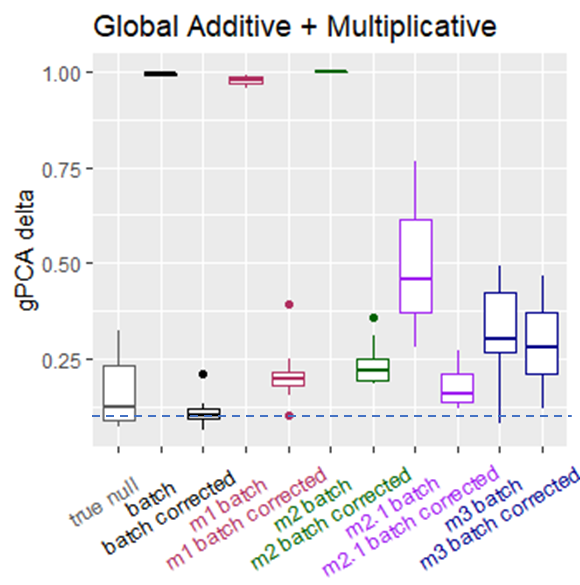 Global Additive + Multiplicative
gPCA delta
1.00
0.75
0.50
0.25
true null
batch
batch corrected
m1 batch
m1 batch corrected
m2 batch
m2 batch corrected
m2.1 batch
m2.1 batch corrected
m3 batch
m3 batch corrected